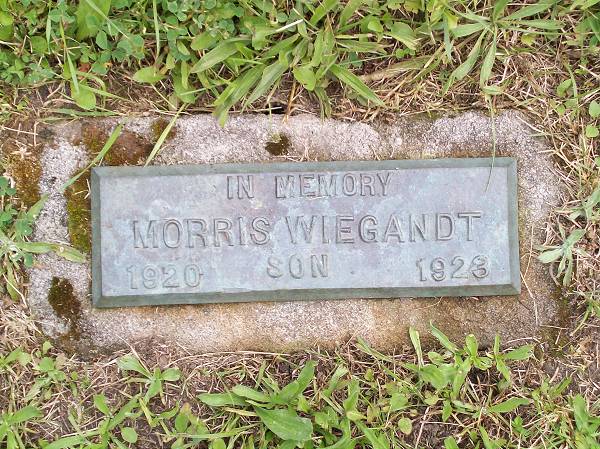 IN MEMORY
MORRIS WIEGANDT
1920 SON 1923